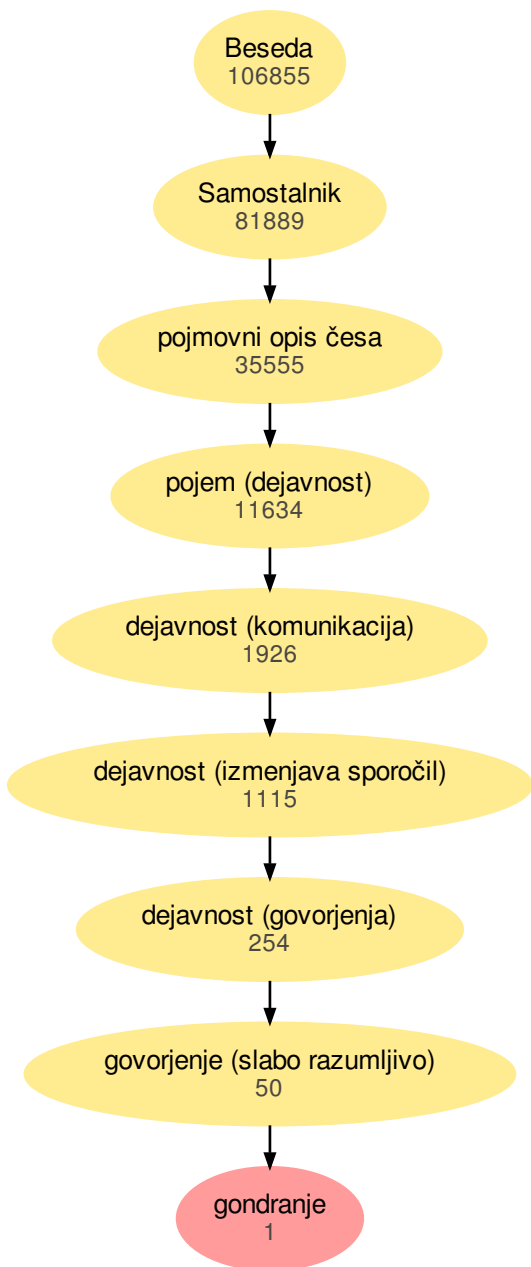 Beseda
106855
Samostalnik
81889
pojmovni opis česa
35555
pojem (dejavnost)
11634
dejavnost (komunikacija)
1926
dejavnost (izmenjava sporočil)
1115
dejavnost (govorjenja)
254
govorjenje (slabo razumljivo)
50
gondranje
1